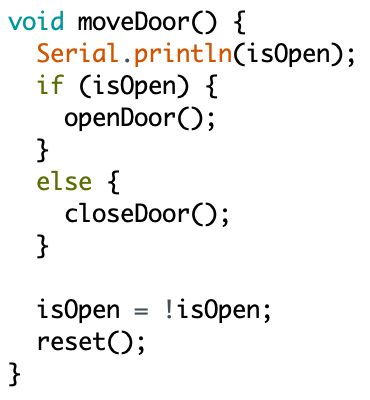 void moveDoor() {
  Serial.println(isOpen);
  if (isOpen) {
    openDoor();
  }
  else {
    closeDoor();
  }

  isOpen = !isOpen;
  reset();
}